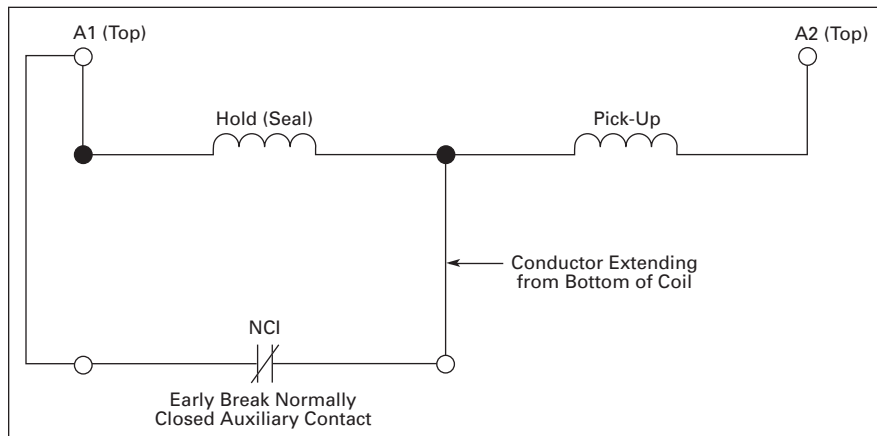 A1 (Top)
A2 (Top)
Hold (Seal)
Pick-Up
Conductor Extending
from Bottom of Coil
NCI
Early Break Normally
Closed Auxiliary Contact